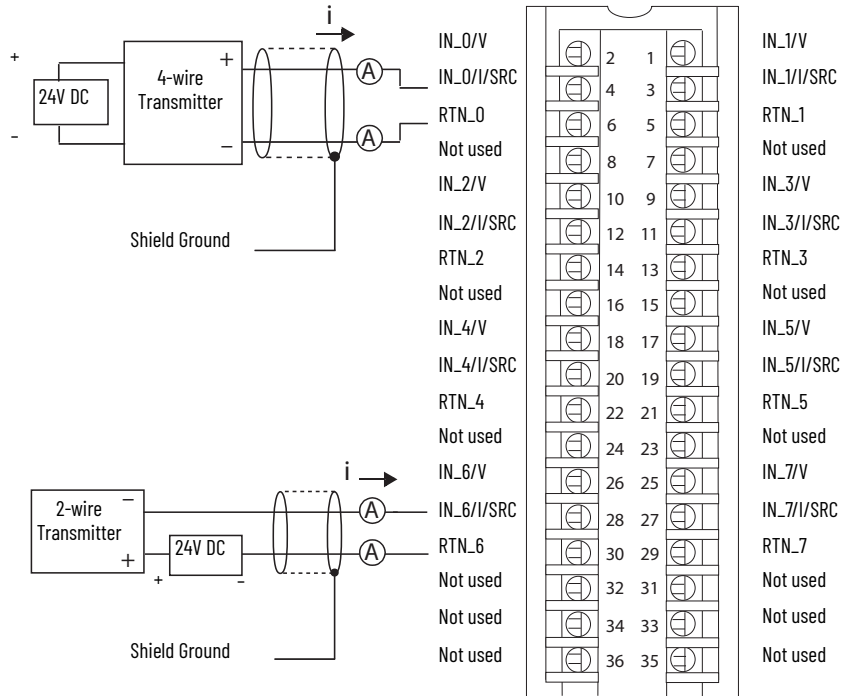 i
+
24V DC
-
4-wire
Transmitter
+
–
A
A
Shield Ground
IN_0/V
2
1
IN_1/V
IN_0/I/SRC
4
3
IN_1/I/SRC
RTN_0
6
5
RTN_1
Not used
8
7
Not used
IN_2/V
10
9
IN_3/V
IN_2/I/SRC
12
11
IN_3/I/SRC
RTN_2
14
13
RTN_3
Not used
16
15
Not used
IN_4/V
18
17
IN_5/V
IN_4/I/SRC
20
19
IN_5/I/SRC
RTN_4
22
21
RTN_5
Not used
24
23
Not used
IN_6/V
26
25
IN_7/V
IN_6/I/SRC
28
27
IN_7/I/SRC
RTN_6
30
29
RTN_7
Not used
32
31
Not used
Not used
34
33
Not used
Not used
36
35
Not used
i
2-wire
Transmitter
–
+
24V DC
+
-
A
A
Shield Ground